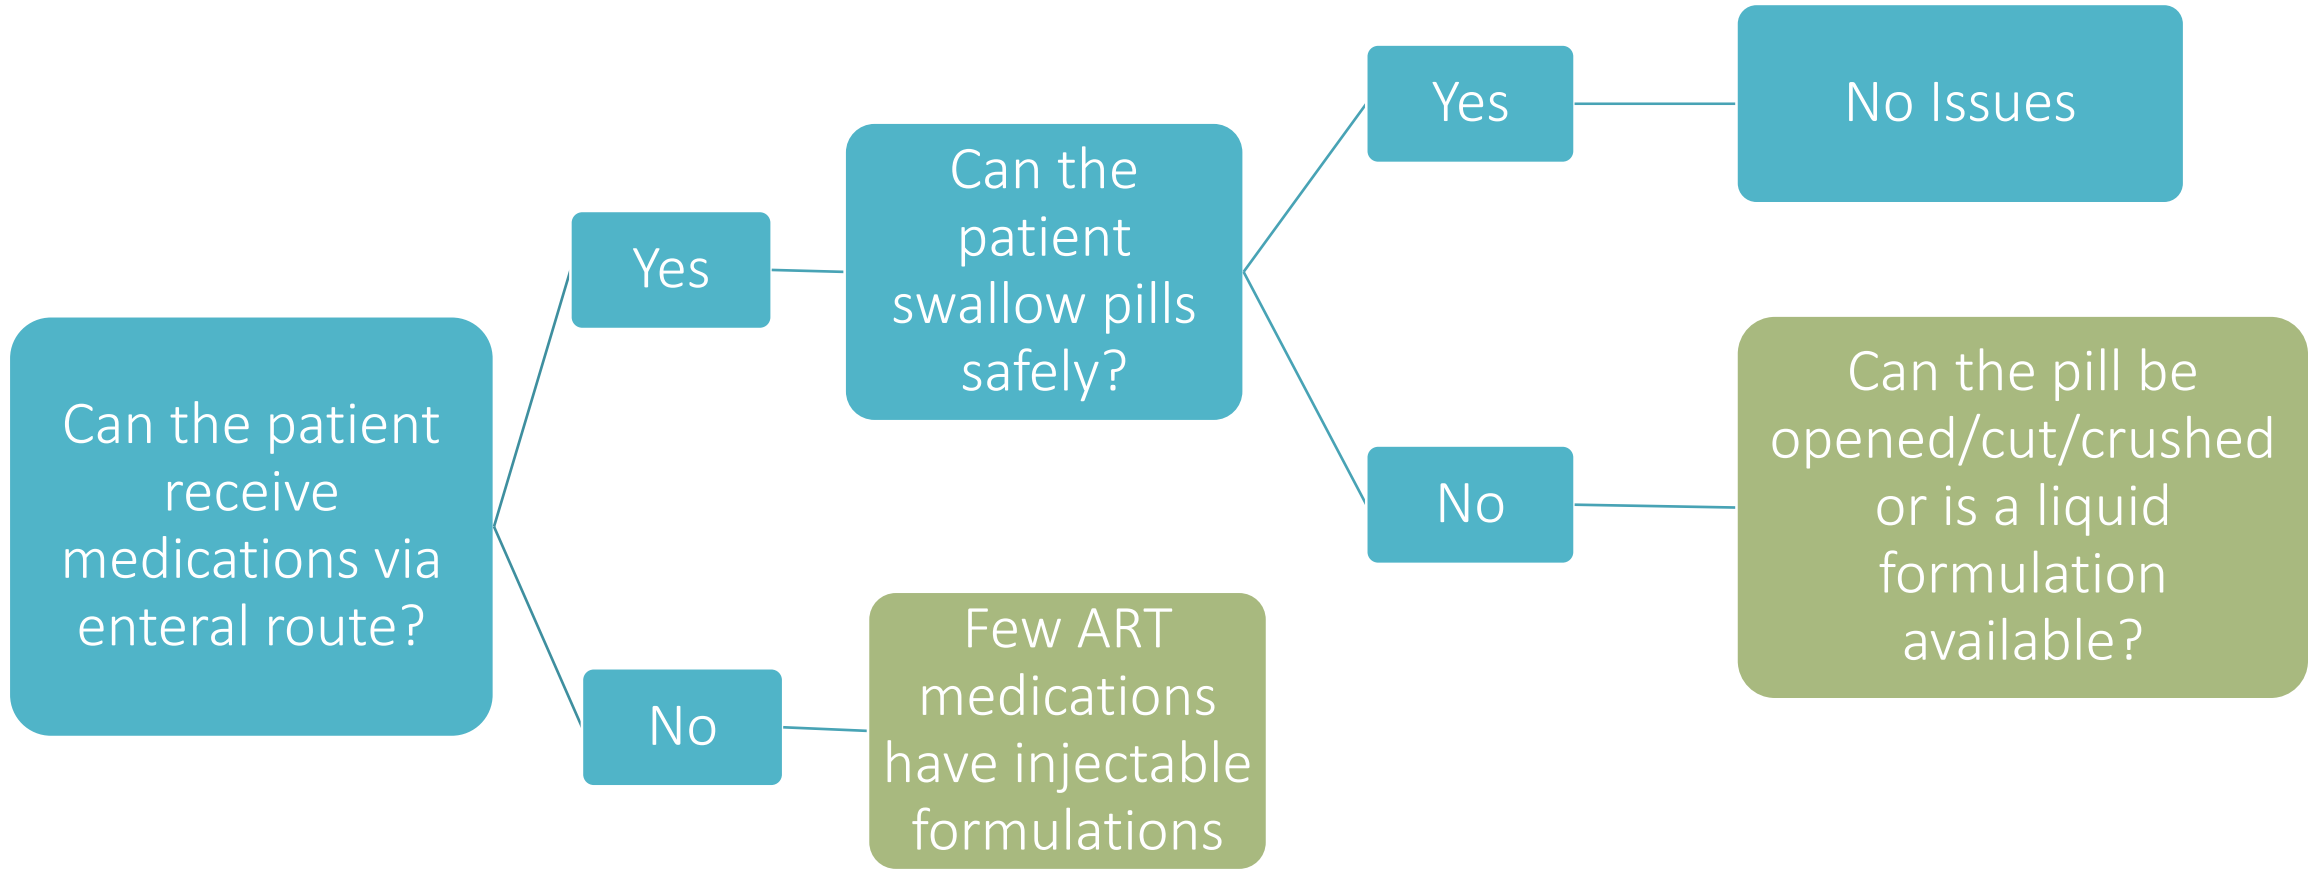 Can the patient
receive
medications via
enteral route?
Yes
Can the
patient
swallow pills
safely?
Yes
No Issues
No
Can the pill be
opened/cut/crushed
or is a liquid
formulation
available?
No
Few ART
medications
have injectable
formulations